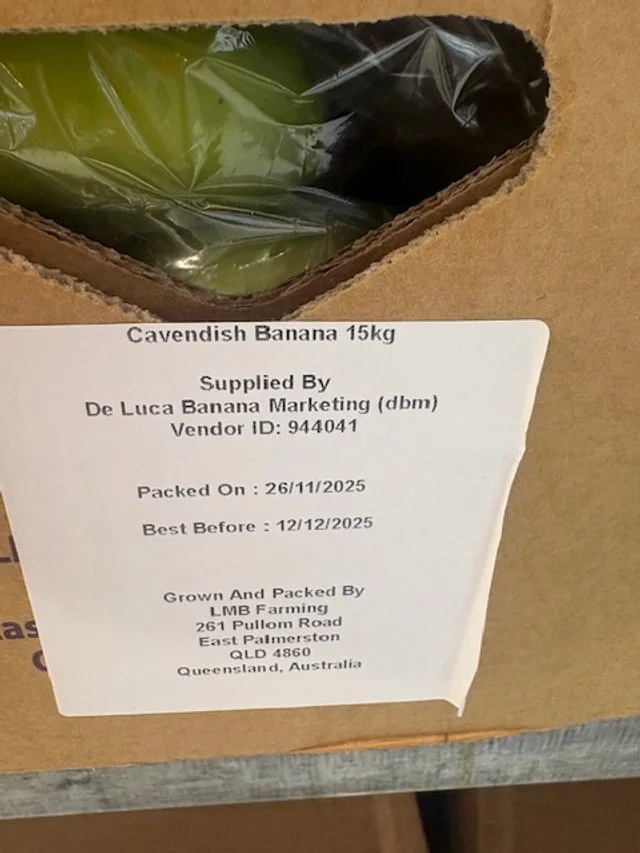 Cavendish Banana 15kg
Supplied By
De Luca Banana Marketing (dbm)
Vendor ID: 944041
Packed On : 26/11/2025
Best Before : 12/12/2025
Grown And Packed By
LMB Farming
261 Pullom Road
East Palmerston
QLD 4860
Queensland, Australia